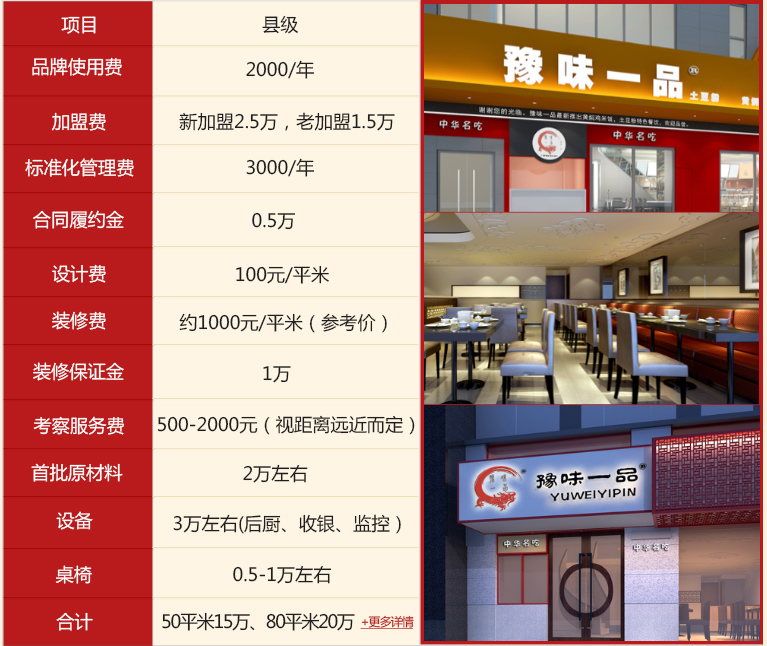 项目 县级
品牌使用费 2000/年
加盟费 新加盟2.5万，老加盟1.5万
标准化管理费 3000/年
合同履约金 0.5万
设计费 100元/平米
装修费 约1000元/平米（参考价）
装修保证金 1万
考察服务费 500-2000元（视距离远近而定）
首批原材料 2万左右
设备 3万左右(后厨、收银、监控）
桌椅 0.5-1万左右
合计 50平米15万、80平米20万 +更多详情
豫味一品
土豆粉
中华名吃
中华名吃
豫味一品
YUWEIYIPIN
中华名吃
中华名吃